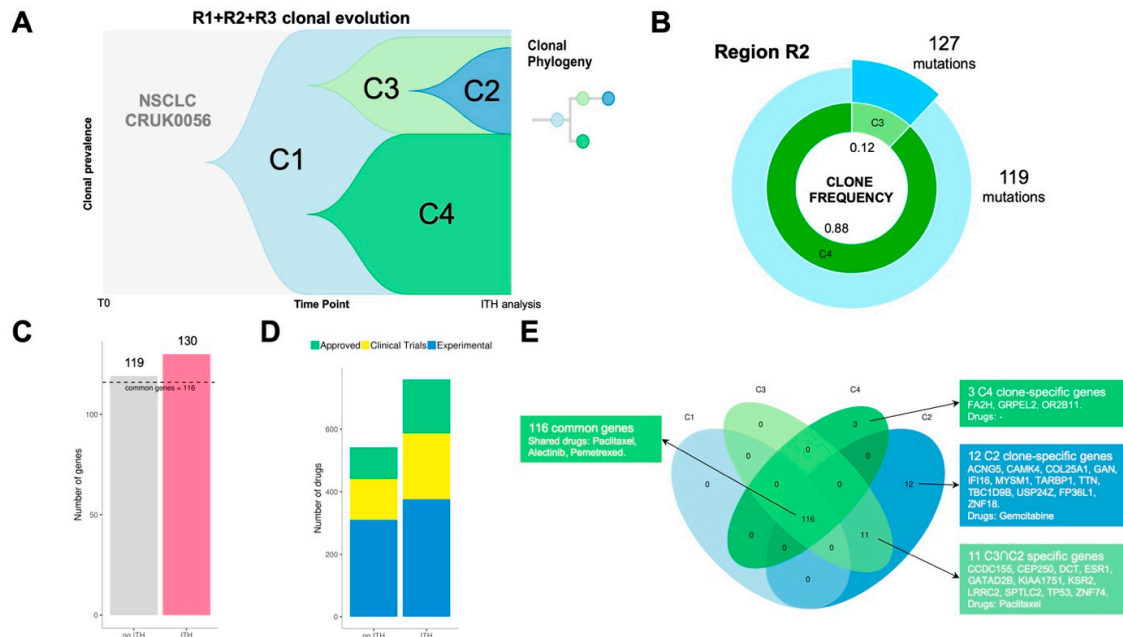 A
R1+R2+R3 clonal evolution
Clonal prevalence
NSCLC
CRUK0056
C1
C3
C2
C4
T0
Time Point
ITH analysis
Clonal
Phylogeny
B
Region R2
127
mutations
C3
0.12
CLONE
FREQUENCY
0.88
C4
119
mutations
C
Number of genes
119
130
common genes = 116
100
50
0
no ITH
ITH
D
Approved
Clinical Trials
Experimental
Number of drugs
600
400
200
0
no ITH
ITH
E
116 common genes
Shared drugs: Paclitaxel,
Alectinib, Pemetrexed.
C1
C3
C4
C2
0
0
3
0
0
0
0
12
116
0
0
0
11
0
3 C4 clone-specific genes
FA2H, GRPEL2, OR2B11.
Drugs: -
12 C2 clone-specific genes
ACNG5, CAMK4, COL25A1, GAN,
IFI16, MYSM1, TARBP1, TTN,
TBC1D9B, USP24Z, FP36L1,
ZNF18.
Drugs: Gemcitabine
11 C3∩C2 specific genes
CCDC155, CEP250, DCT, ESR1,
GATAD2B, KIAA1751, KSR2,
LRRC2, SPTLC2, TP53, ZNF74.
Drugs: Paclitaxel